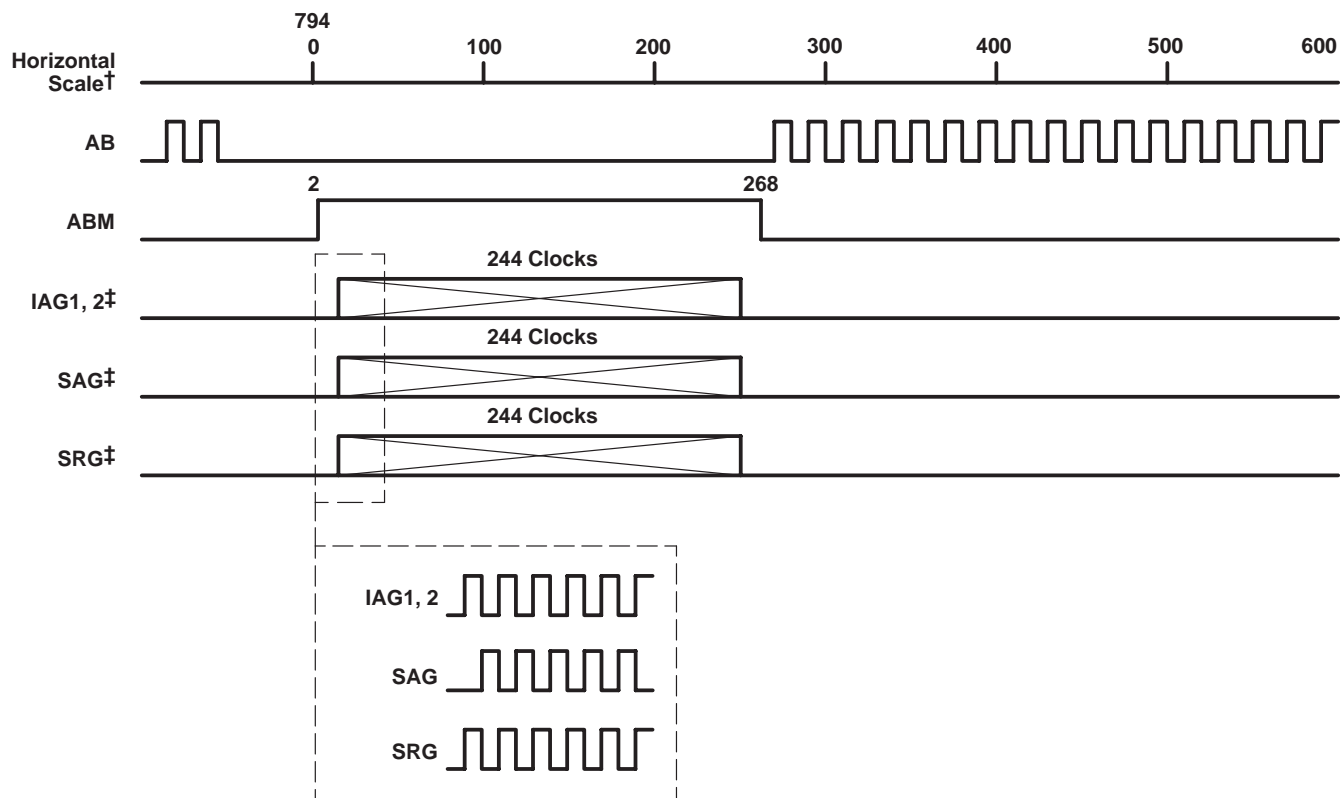 794
0 100 200 300 400 500 600
Horizontal
Scale†
AB
2 268
ABM
244 Clocks
IAG1, 2‡
244 Clocks
SAG‡
244 Clocks
SRG‡
IAG1, 2
SAG
SRG